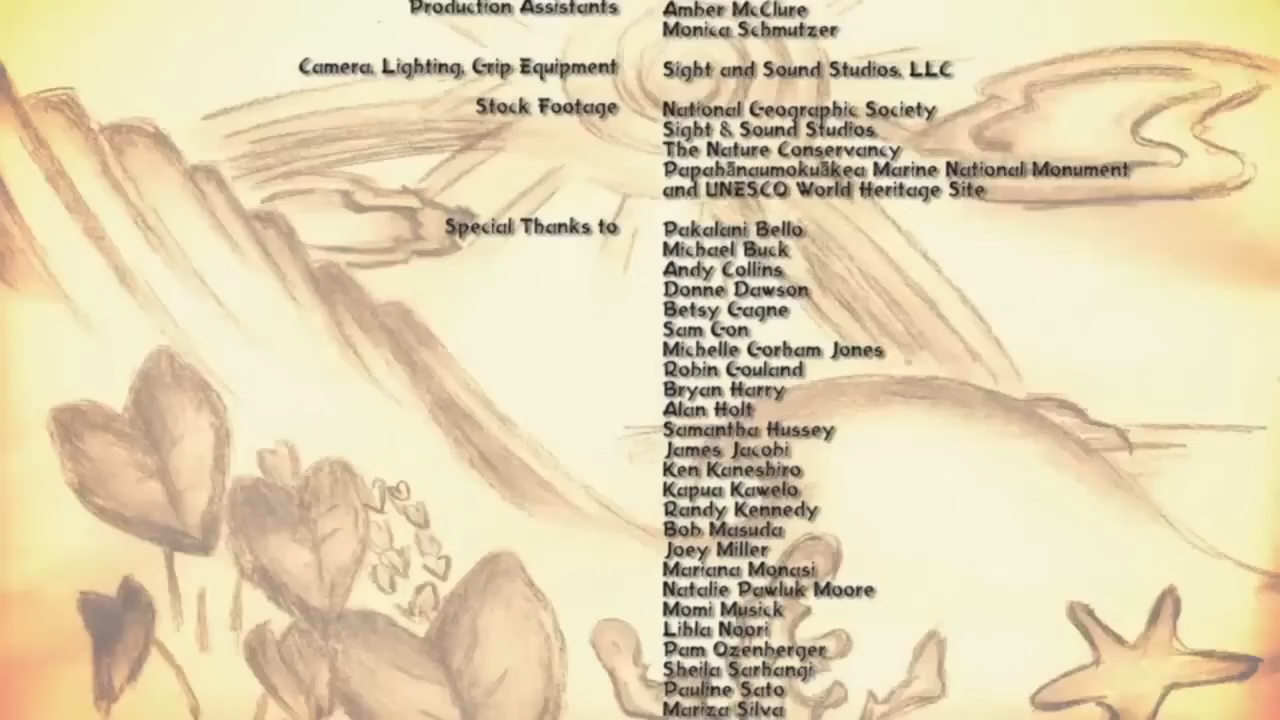 Production Assistants Amber McClure
Monica Schmutzer
Camera, Lighting, Grip Equipment Sight and Sound Studios, LLC
Stock Footage National Geographic Society
Sight & Sound Studios
The Nature Conservancy
Papahānaumokuākea Marine National Monument
and UNESCO World Heritage Site
Special Thanks to Pakalani Bello
Michael Buck
Andy Collins
Donne Dawson
Betsy Gagne
Sam Gon
Michelle Gorham Jones
Robin Gouland
Bryan Harry
Alan Holt
Samantha Hussey
James Jacobi
Ken Kaneshiro
Kapua Kawelo
Randy Kennedy
Bob Masuda
Joey Miller
Mariana Monasi
Natalie Pawluk Moore
Momi Musick
Lihla Noori
Pam Ozenberger
Sheila Sarhangi
Pauline Sato
Mariza Silva